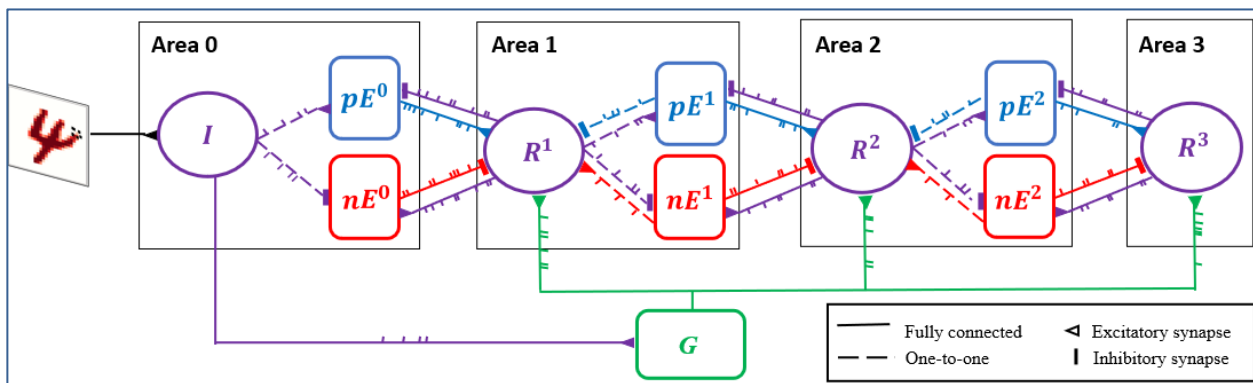 Area 0
Area 1
Area 2
Area 3
I
pE⁰
nE⁰
R¹
pE¹
nE¹
R²
pE²
nE²
R³
G
Fully connected
Excitatory synapse
One-to-one
Inhibitory synapse